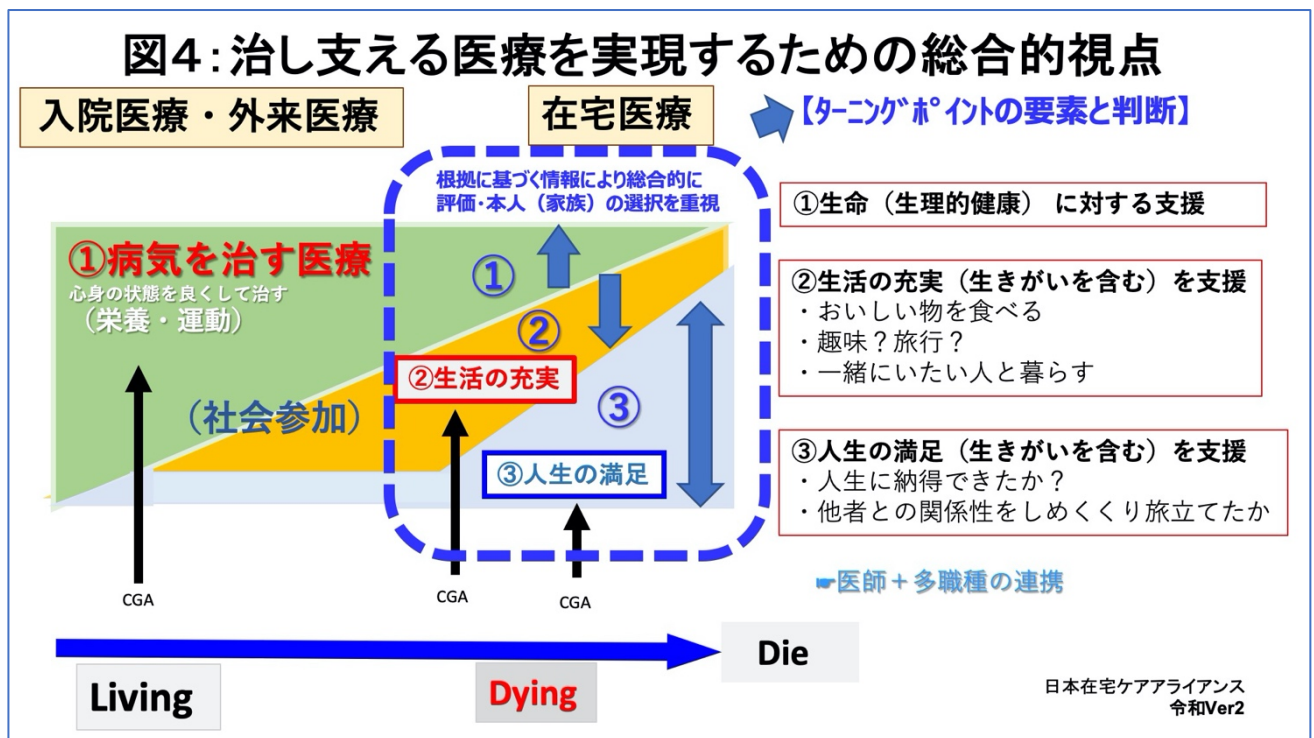 図4：治し支える医療を実現するための総合的視点
入院医療・外来医療
在宅医療
【ﾀｰﾆﾝｸﾞﾎﾟｲﾝﾄの要素と判断】
根拠に基づく情報により総合的に
評価・本人（家族）の選択を重視
①病気を治す医療
心身の状態を良くして治す
（栄養・運動）
（社会参加）
①
②
②生活の充実
③
③人生の満足
CGA
CGA
CGA
①生命（生理的健康） に対する支援
②生活の充実（生きがいを含む）を支援
・おいしい物を食べる
・趣味？旅行？
・一緒にいたい人と暮らす
③人生の満足（生きがいを含む）を支援
・人生に納得できたか？
・他者との関係性をしめくくり旅立てたか
☛医師＋多職種の連携
Living
Dying
Die
日本在宅ケアアライアンス
令和Ver2